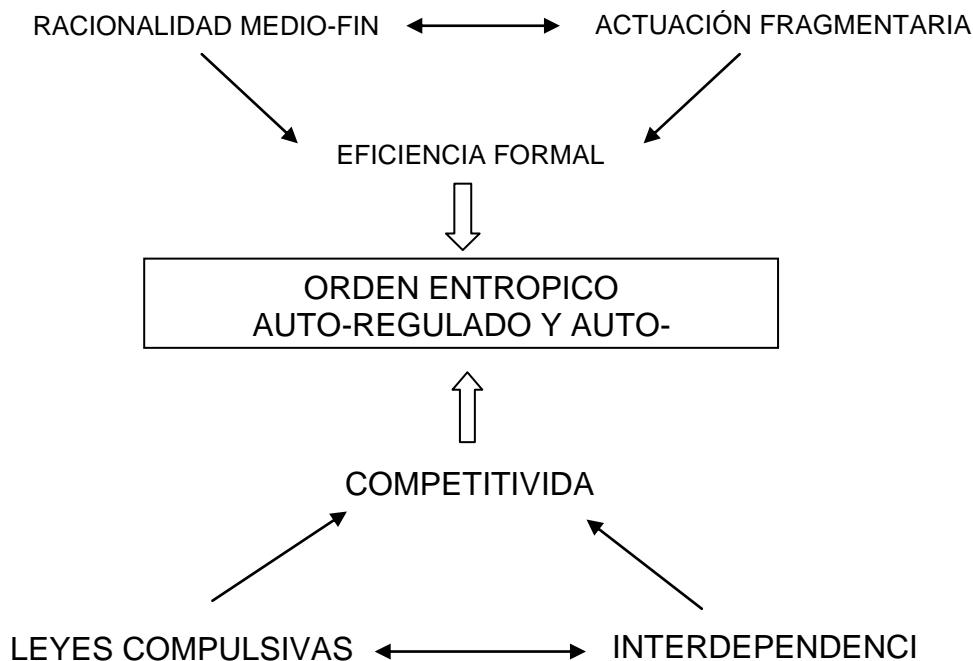 RACIONALIDAD MEDIO-FIN
ACTUACIÓN FRAGMENTARIA
EFICIENCIA FORMAL
ORDEN ENTROPICO
AUTO-REGULADO Y AUTO-
COMPETITIVIDA
LEYES COMPULSIVAS
INTERDEPENDENCI